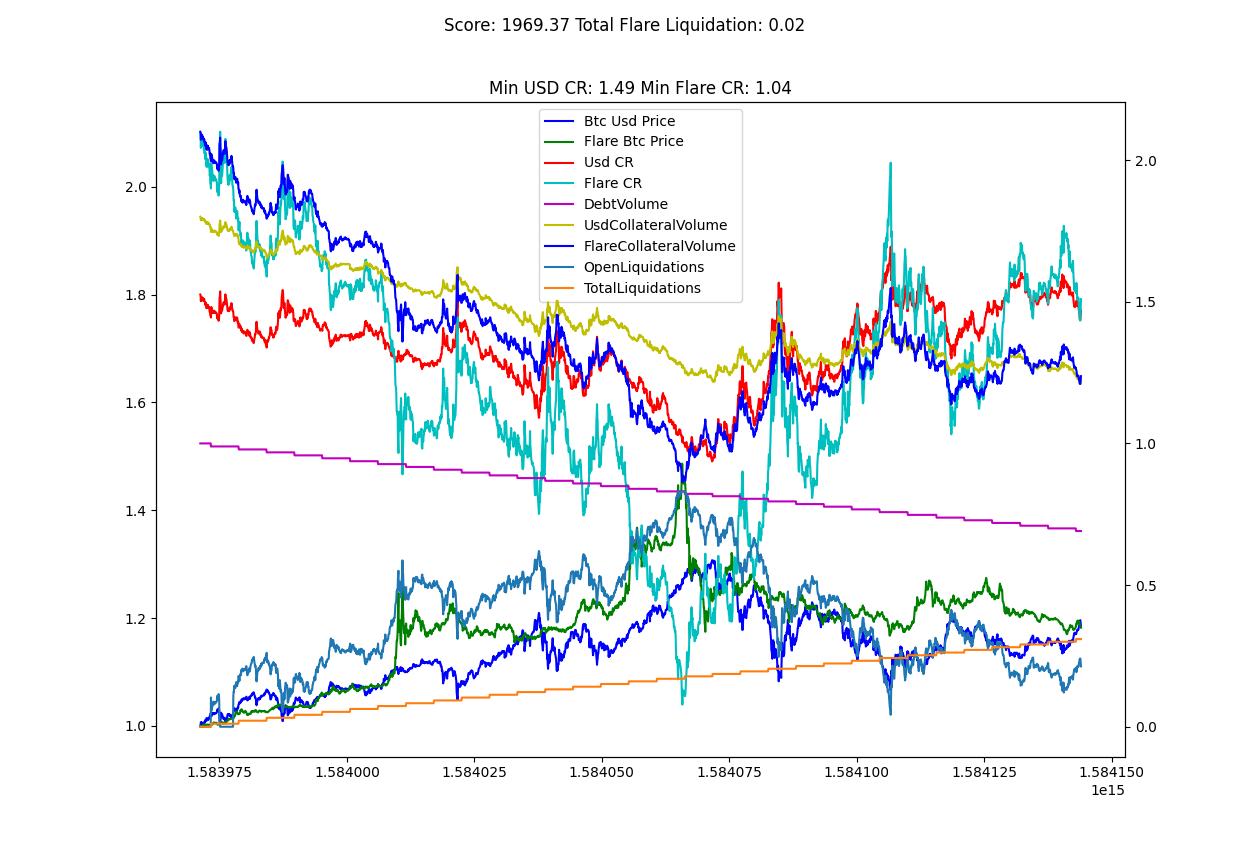 Score: 1969.37 Total Flare Liquidation: 0.02
Min USD CR: 1.49 Min Flare CR: 1.04
Btc Usd Price
Flare Btc Price
Usd CR
Flare CR
DebtVolume
UsdCollateralVolume
FlareCollateralVolume
OpenLiquidations
TotalLiquidations
2.0
1.8
1.6
1.4
1.2
1.0
2.0
1.5
1.0
0.5
0.0
1.583975 1.584000 1.584025 1.584050 1.584075 1.584100 1.584125 1.584150
1e15